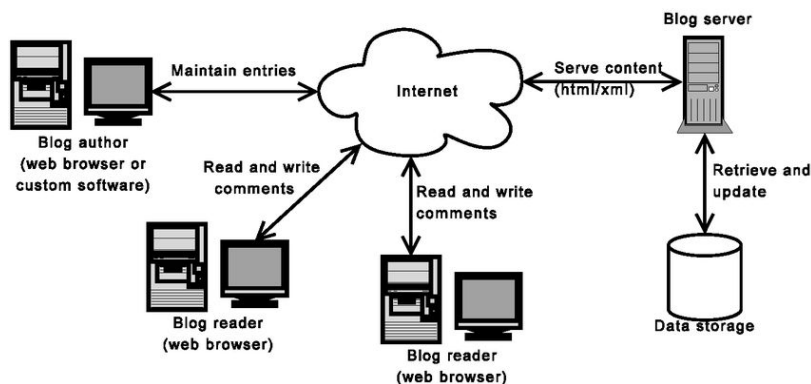 Blog server
Maintain entries
Internet
Serve content
(html/xml)
Blog author
(web browser or
custom software)
Read and write
comments
Read and write
comments
Retrieve and
update
Blog reader
(web browser)
Data storage
Blog reader
(web browser)